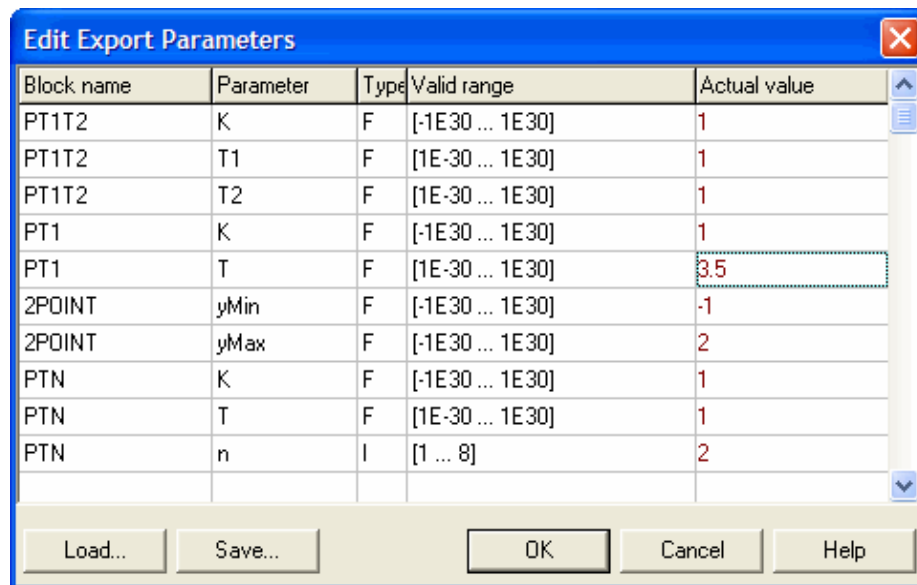 Edit Export Parameters
Block name Parameter Type Valid range Actual value
PT1T2 K F [-1E30 ... 1E30] 1
PT1T2 T1 F [1E-30 ... 1E30] 1
PT1T2 T2 F [1E-30 ... 1E30] 1
PT1 K F [-1E30 ... 1E30] 1
PT1 T F [1E-30 ... 1E30] 3.5
2POINT yMin F [-1E30 ... 1E30] -1
2POINT yMax F [-1E30 ... 1E30] 2
PTN K F [-1E30 ... 1E30] 1
PTN T F [1E-30 ... 1E30] 1
PTN n I [1 ... 8] 2
Load... Save... OK Cancel Help